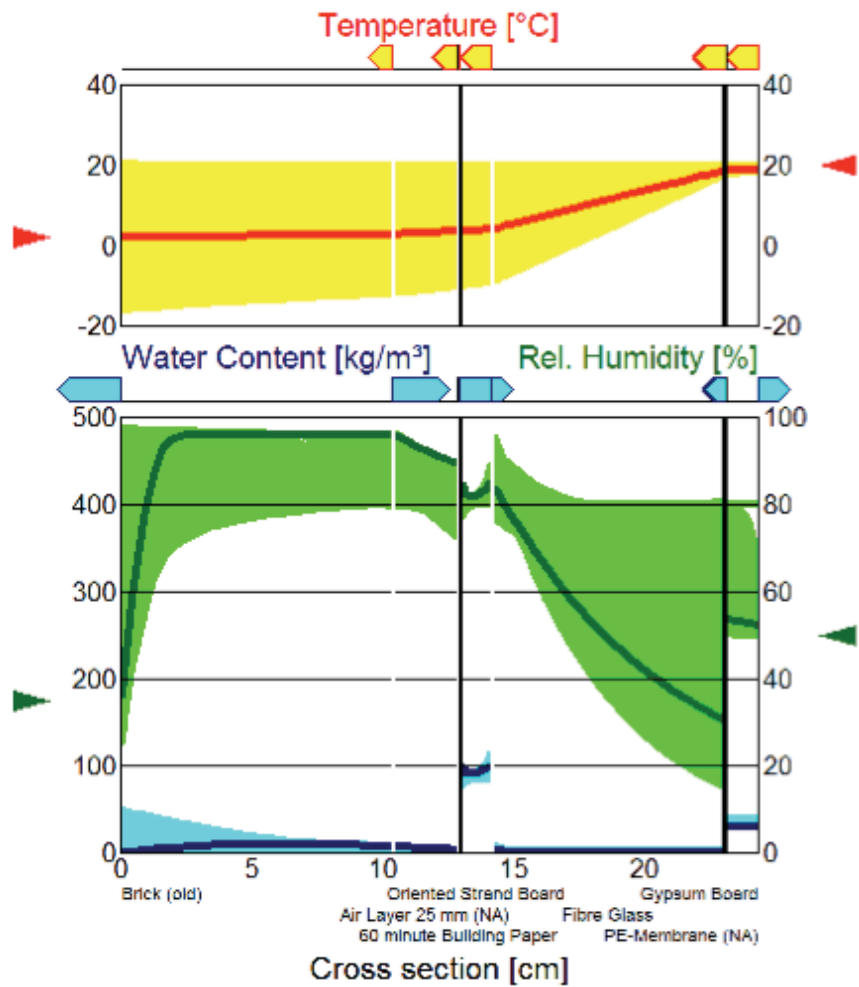 Temperature [°C]
40 40
20 20
0 0
-20 -20
Water Content [kg/m³] Rel. Humidity [%]
500 100
400 80
300 60
200 40
100 20
0 0
0 5 10 15 20
Brick (old) Oriented Strand Board Gypsum Board
Air Layer 25 mm (NA) Fibre Glass
60 minute Building Paper PE-Membrane (NA)
Cross section [cm]